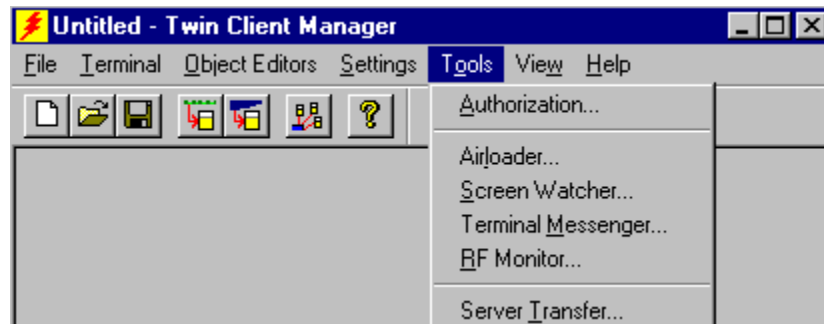 Untitled - Twin Client Manager
File Terminal Object Editors Settings Tools View Help
Authorization...
Airloader...
Screen Watcher...
Terminal Messenger...
RF Monitor...
Server Transfer...